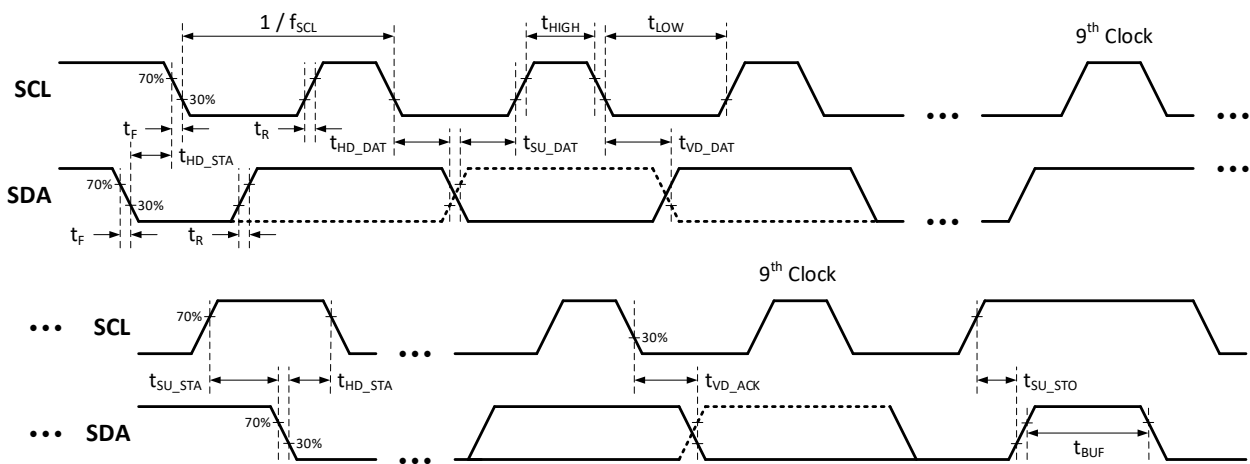 1 / fSCL
tHIGH
tLOW
9th Clock
SCL
70%
30%
•••
•••
tF
tR
tHD_STA
tHD_DAT
tSU_DAT
tVD_DAT
SDA
70%
30%
•••
•••
tF
tR
9th Clock
••• SCL
70%
30%
•••
tSU_STA
tHD_STA
tVD_ACK
tSU_STO
••• SDA
70%
30%
•••
tBUF